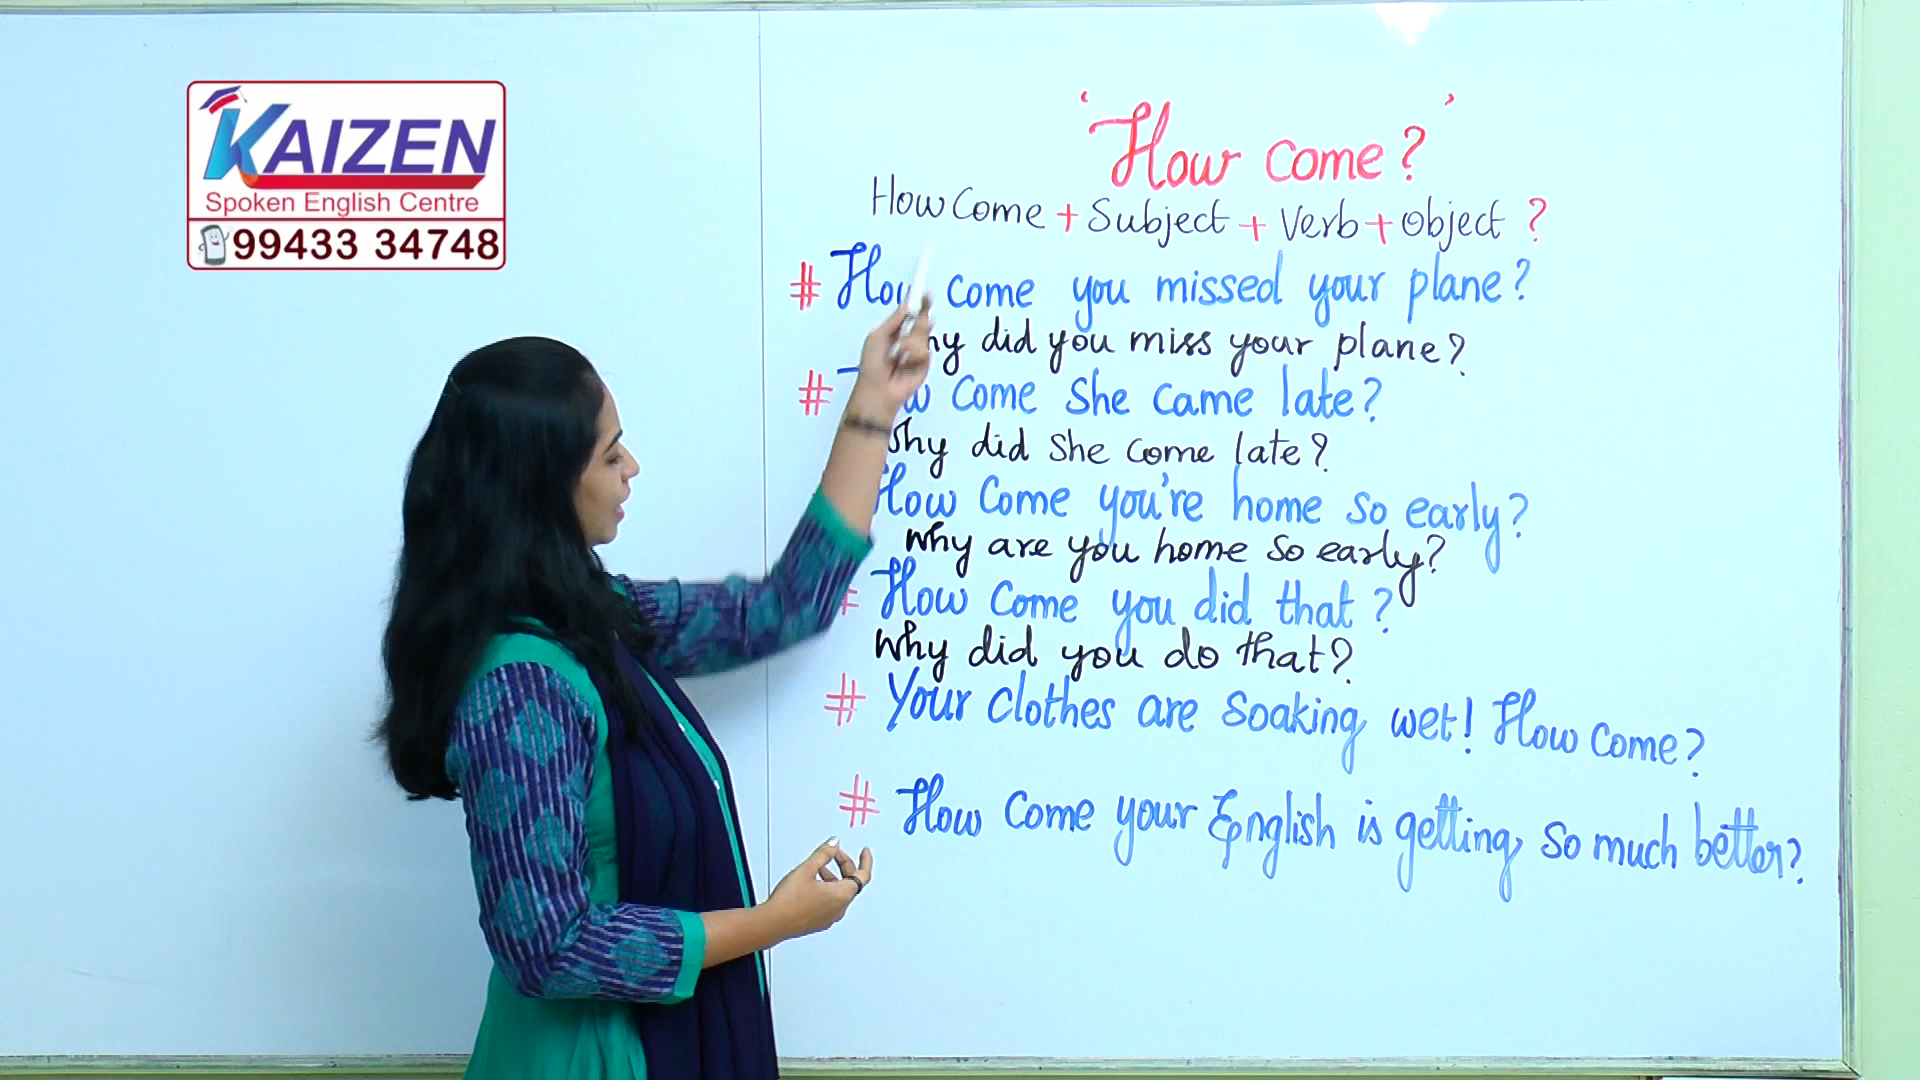 KAIZEN
Spoken English Centre
99433 34748
'How come?'
How Come + Subject + Verb + Object ?
# How come you missed your plane?
did you miss your plane?
# come She came late?
Why did She come late?
How Come you're home so early?
Why are you home so early?
How Come you did that?
Why did you do that?
# Your clothes are soaking wet! How Come?
# How Come your English is getting so much better?